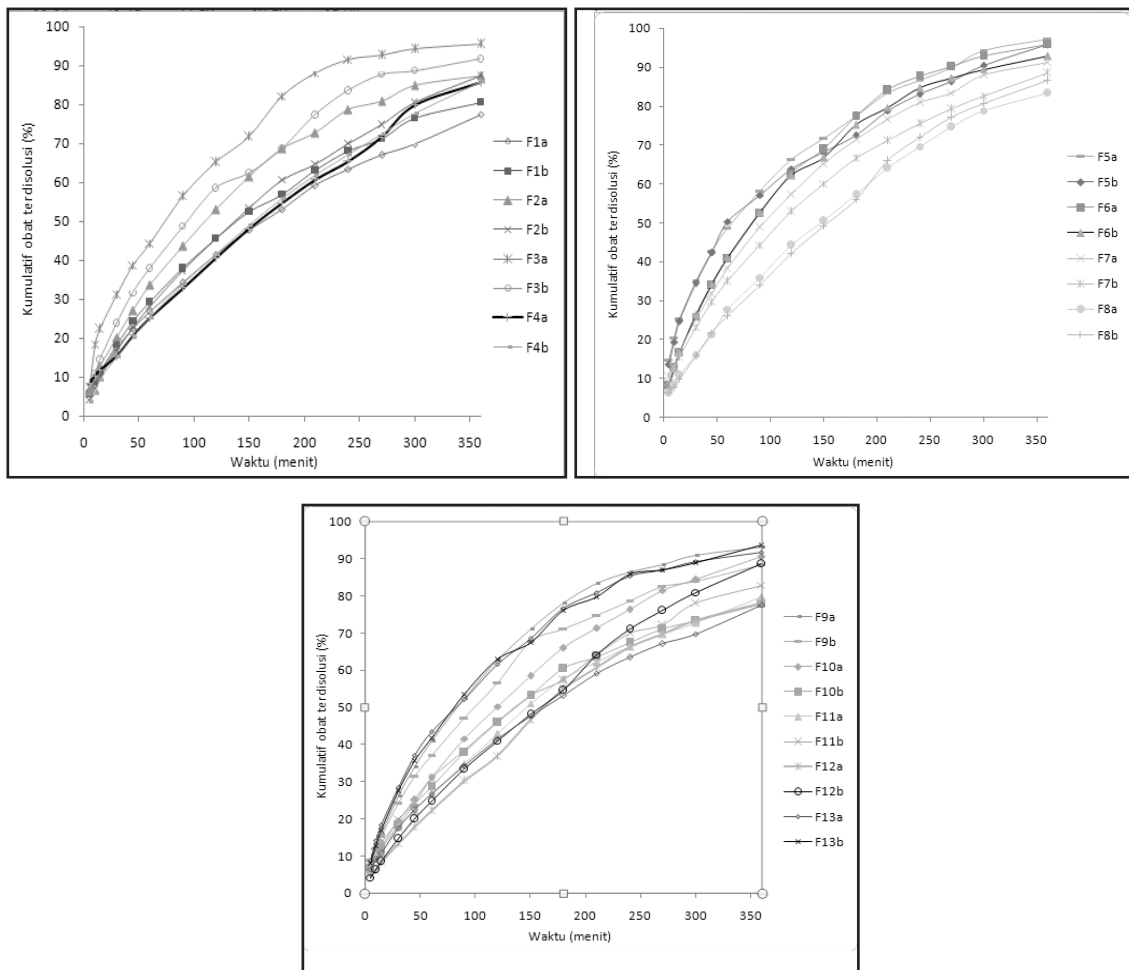 Kumulatif obat terdisolusi (%)
100
90
80
70
60
50
40
30
20
10
0
0 50 100 150 200 250 300 350
Waktu (menit)
F1a
F1b
F2a
F2b
F3a
F3b
F4a
F4b
Kumulatif obat terdisolusi (%)
100
90
80
70
60
50
40
30
20
10
0
0 50 100 150 200 250 300 350
Waktu (menit)
F5a
F5b
F6a
F6b
F7a
F7b
F8a
F8b
Kumulatif obat terdisolusi (%)
100
90
80
70
60
50
40
30
20
10
0
0 50 100 150 200 250 300 350
Waktu (menit)
F9a
F9b
F10a
F10b
F11a
F11b
F12a
F12b
F13a
F13b